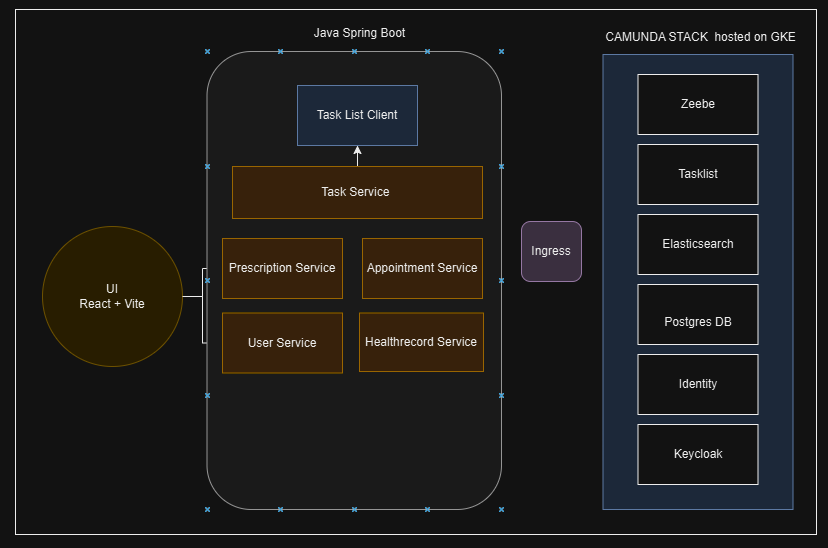 Java Spring Boot
CAMUNDA STACK  hosted on GKE
Task List Client
Task Service
Prescription Service
Appointment Service
User Service
Healthrecord Service
UI
React + Vite
Ingress
Zeebe
Tasklist
Elasticsearch
Postgres DB
Identity
Keycloak